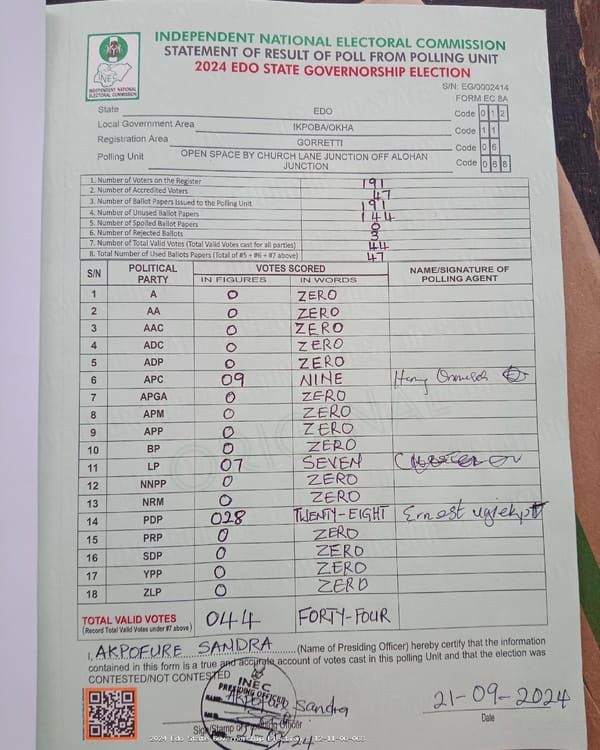 INDEPENDENT NATIONAL ELECTORAL COMMISSION
STATEMENT OF RESULT OF POLL FROM POLLING UNIT
2024 EDO STATE GOVERNORSHIP ELECTION
INEC
INDEPENDENT NATIONAL ELECTORAL COMMISSION
S/N: EG/0002414
FORM EC 8A
State EDO Code 0 1 2
Local Government Area IKPOBA/OKHA Code 1 1
Registration Area GORRETTI Code 0 6
Polling Unit OPEN SPACE BY CHURCH LANE JUNCTION OFF ALOHAN JUNCTION Code 0 6 8
1. Number of Voters on the Register 191
2. Number of Accredited Voters 47
3. Number of Ballot Papers Issued to the Polling Unit 191
4. Number of Unused Ballot Papers 144
5. Number of Spoiled Ballot Papers 0
6. Number of Rejected Ballots 3
7. Number of Total Valid Votes (Total Valid Votes cast for all parties) 44
8. Total Number of Used Ballots Papers (Total of #5 + #6 + #7 above) 47
S/N POLITICAL PARTY VOTES SCORED NAME/SIGNATURE OF POLLING AGENT
IN FIGURES IN WORDS
1 A 0 ZERO
2 AA 0 ZERO
3 AAC 0 ZERO
4 ADC 0 ZERO
5 ADP 0 ZERO
6 APC 09 NINE
7 APGA 0 ZERO
8 APM 0 ZERO
9 APP 0 ZERO
10 BP 0 ZERO
11 LP 07 SEVEN
12 NNPP 0 ZERO
13 NRM 0 ZERO
14 PDP 028 TWENTY-EIGHT Ernest
15 PRP 0 ZERO
16 SDP 0 ZERO
17 YPP 0 ZERO
18 ZLP 0 ZERO
ORIGINAL
TOTAL VALID VOTES 044 FORTY-FOUR
(Record Total Valid Votes under #7 above)
I, AKPOFURE SANDRA (Name of Presiding Officer) hereby certify that the information
contained in this form is a true and accurate account of votes cast in this polling Unit and that the election was
CONTESTED/NOT CONTESTED
INEC
PRESIDING OFFICER
AKPOFURE Sandra
21-09-2024
Sign/Stamp of Presiding Officer
Date